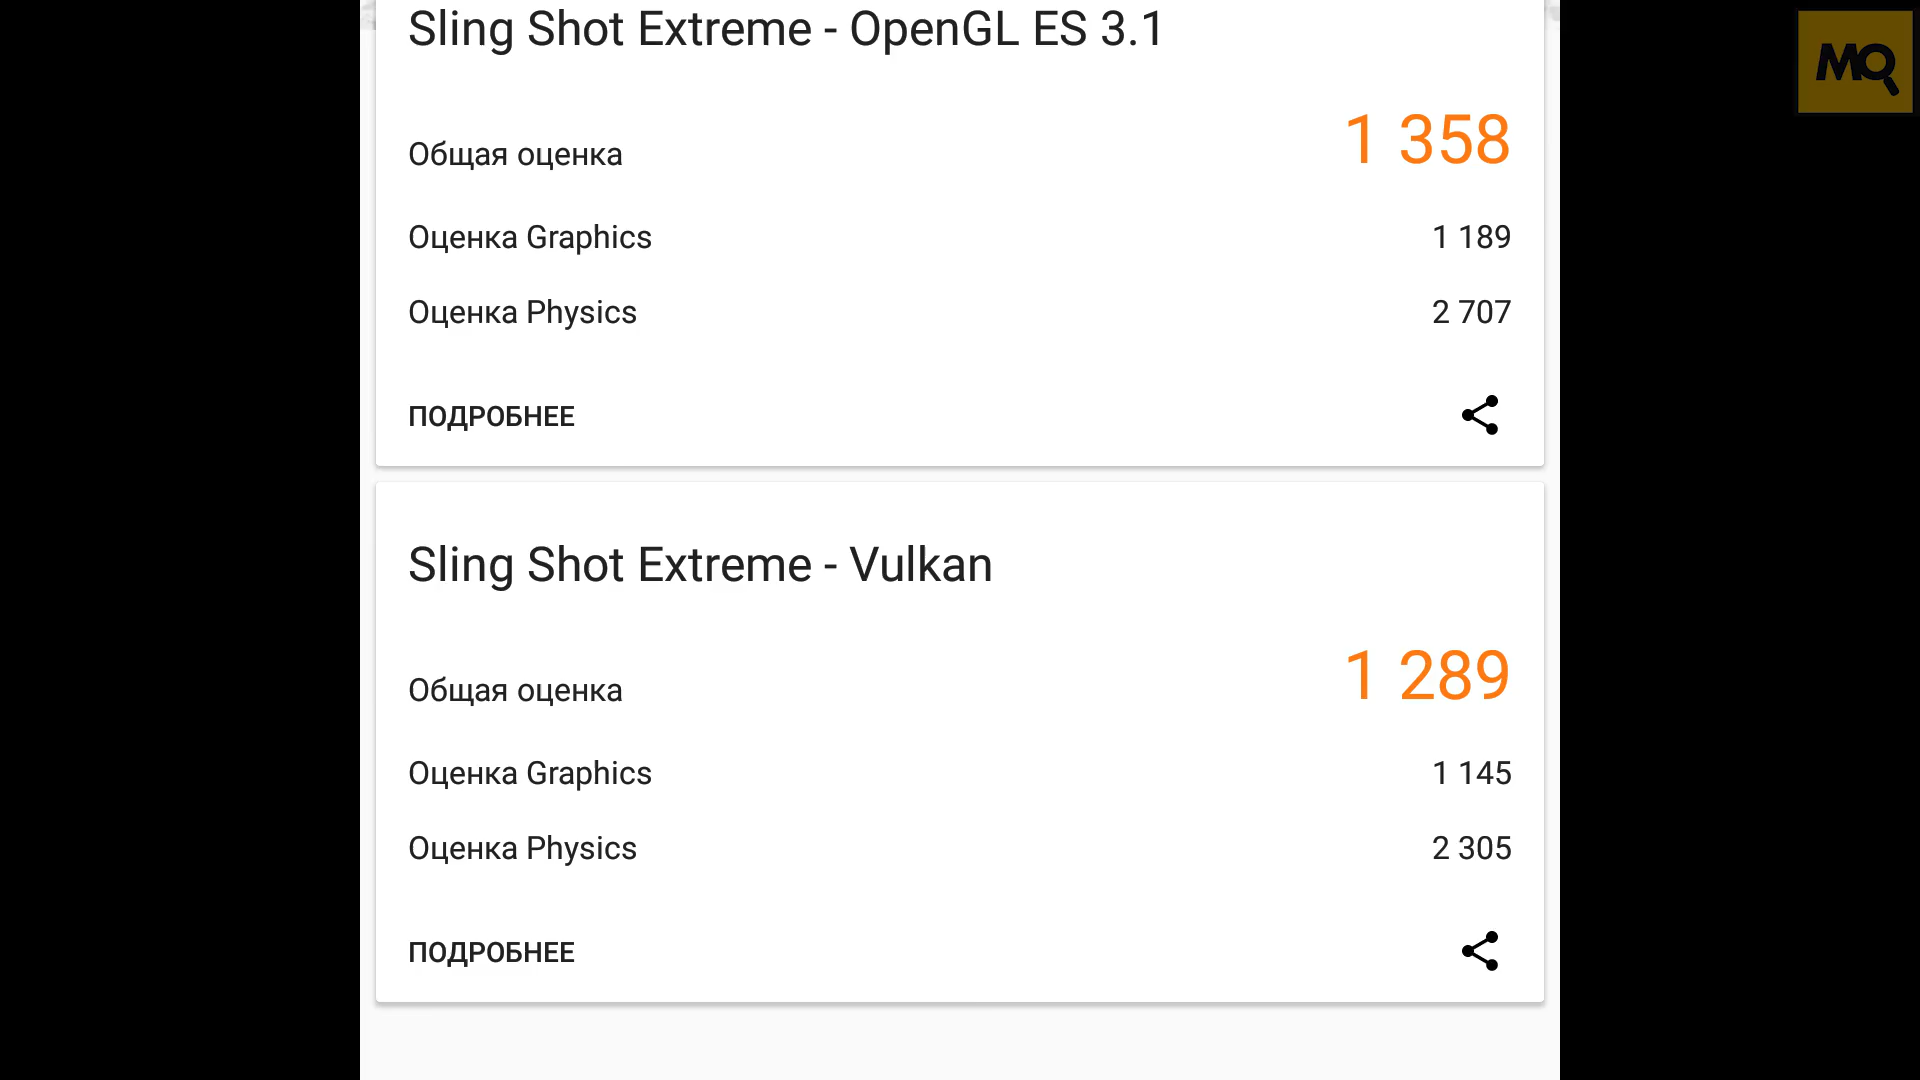 Sling Shot Extreme - OpenGL ES 3.1
MQ
Общая оценка 1 358
Оценка Graphics 1 189
Оценка Physics 2 707
ПОДРОБНЕЕ
Sling Shot Extreme - Vulkan
Общая оценка 1 289
Оценка Graphics 1 145
Оценка Physics 2 305
ПОДРОБНЕЕ